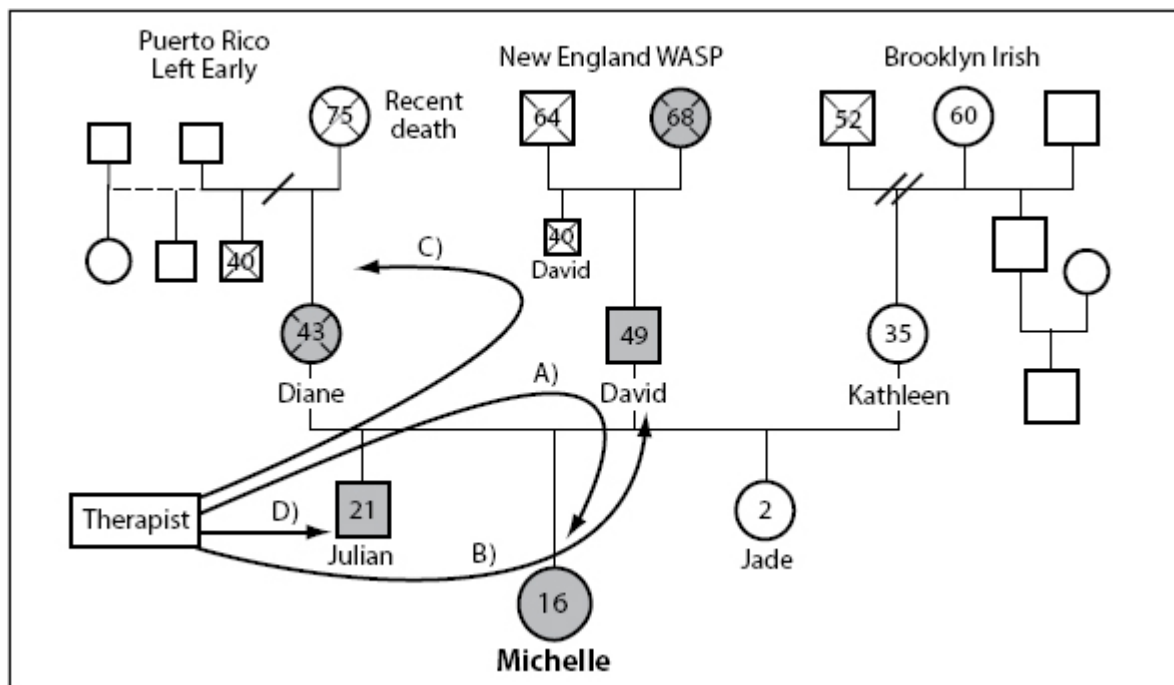 Puerto Rico
Left Early
New England WASP
Brooklyn Irish
75
Recent
death
64
68
52
60
40
40
David
C)
43
Diane
49
David
35
Kathleen
A)
Therapist
D)
21
Julian
B)
2
Jade
16
Michelle